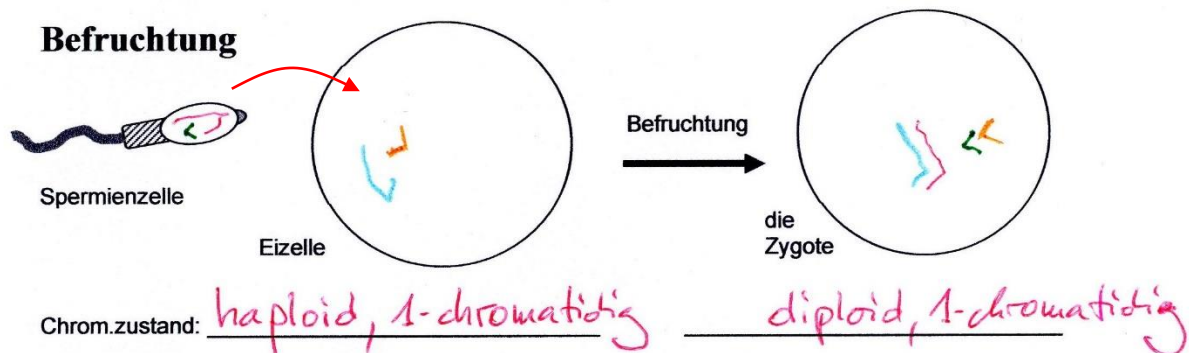 Befruchtung
Spermienzelle
Eizelle
Befruchtung
die
Zygote
Chrom.zustand: haploid, 1-chromatidig diploid, 1-chromatidig